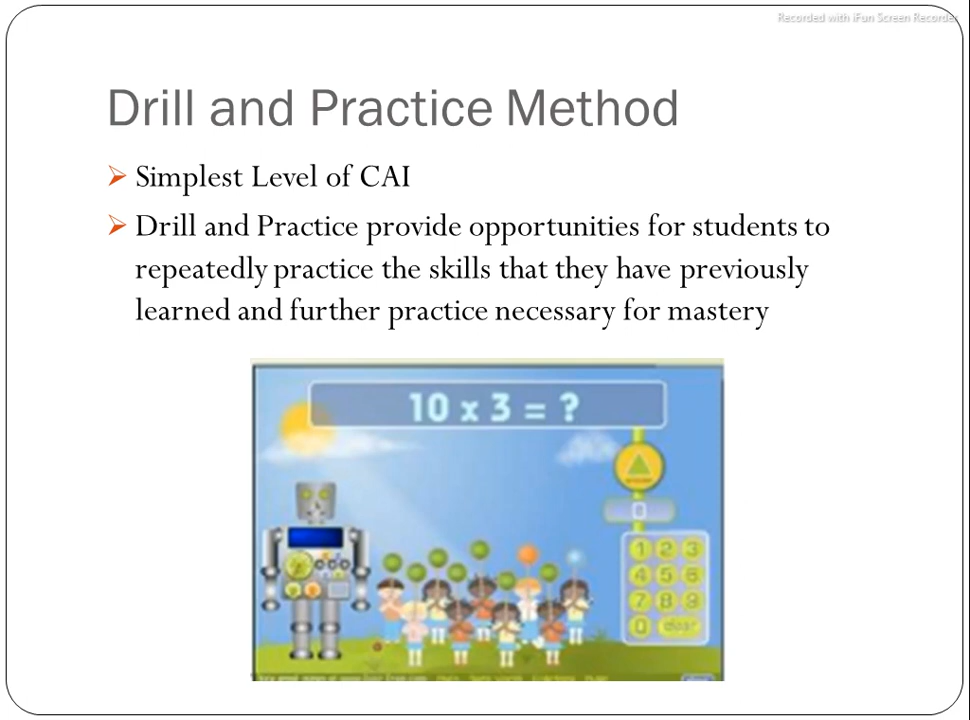 Recorded with iFun Screen Recorder
Drill and Practice Method
Simplest Level of CAI
Drill and Practice provide opportunities for students to
repeatedly practice the skills that they have previously
learned and further practice necessary for mastery
10 x 3 = ?
0
1 2 3
4 5 6
7 8 9
0 clear